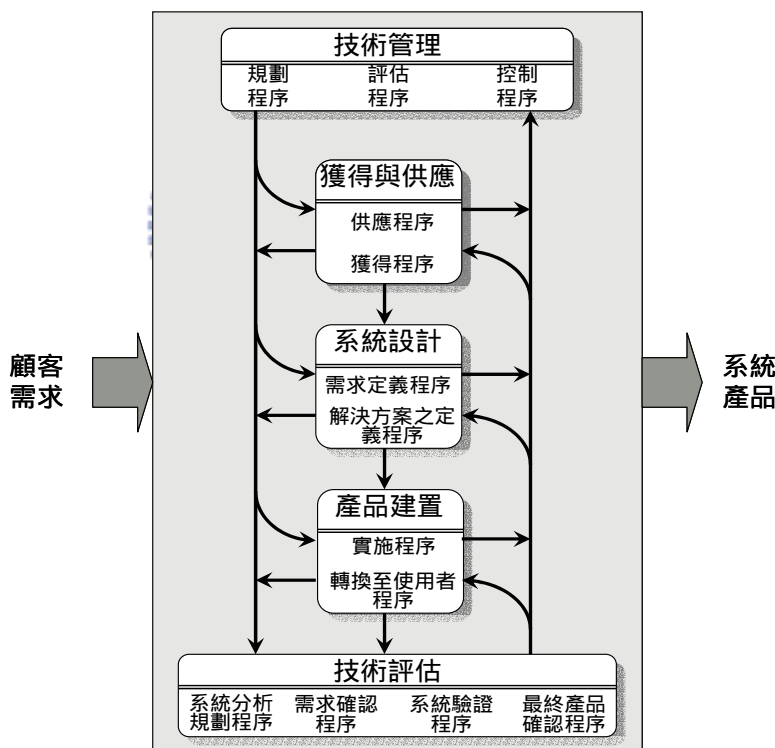 技術管理
規劃 評估 控制
程序 程序 程序
獲得與供應
供應程序
獲得程序
顧客
需求
系統設計
需求定義程序
解決方案之定
義程序
系統
產品
產品建置
實施程序
轉換至使用者
程序
技術評估
系統分析 需求確認 系統驗證 最終產品
規劃程序 程序 程序 確認程序